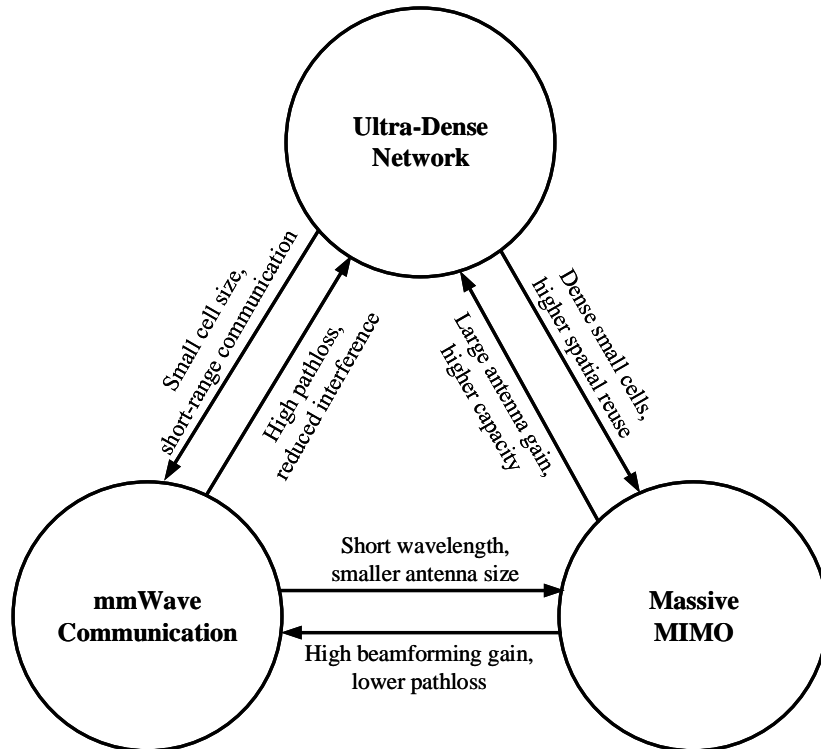 Ultra-Dense
Network
Small cell size,
short-range communication
High pathloss,
reduced interference
Large antenna gain,
higher capacity
Dense small cells,
higher spatial reuse
mmWave
Communication
Short wavelength,
smaller antenna size
High beamforming gain,
lower pathloss
Massive
MIMO